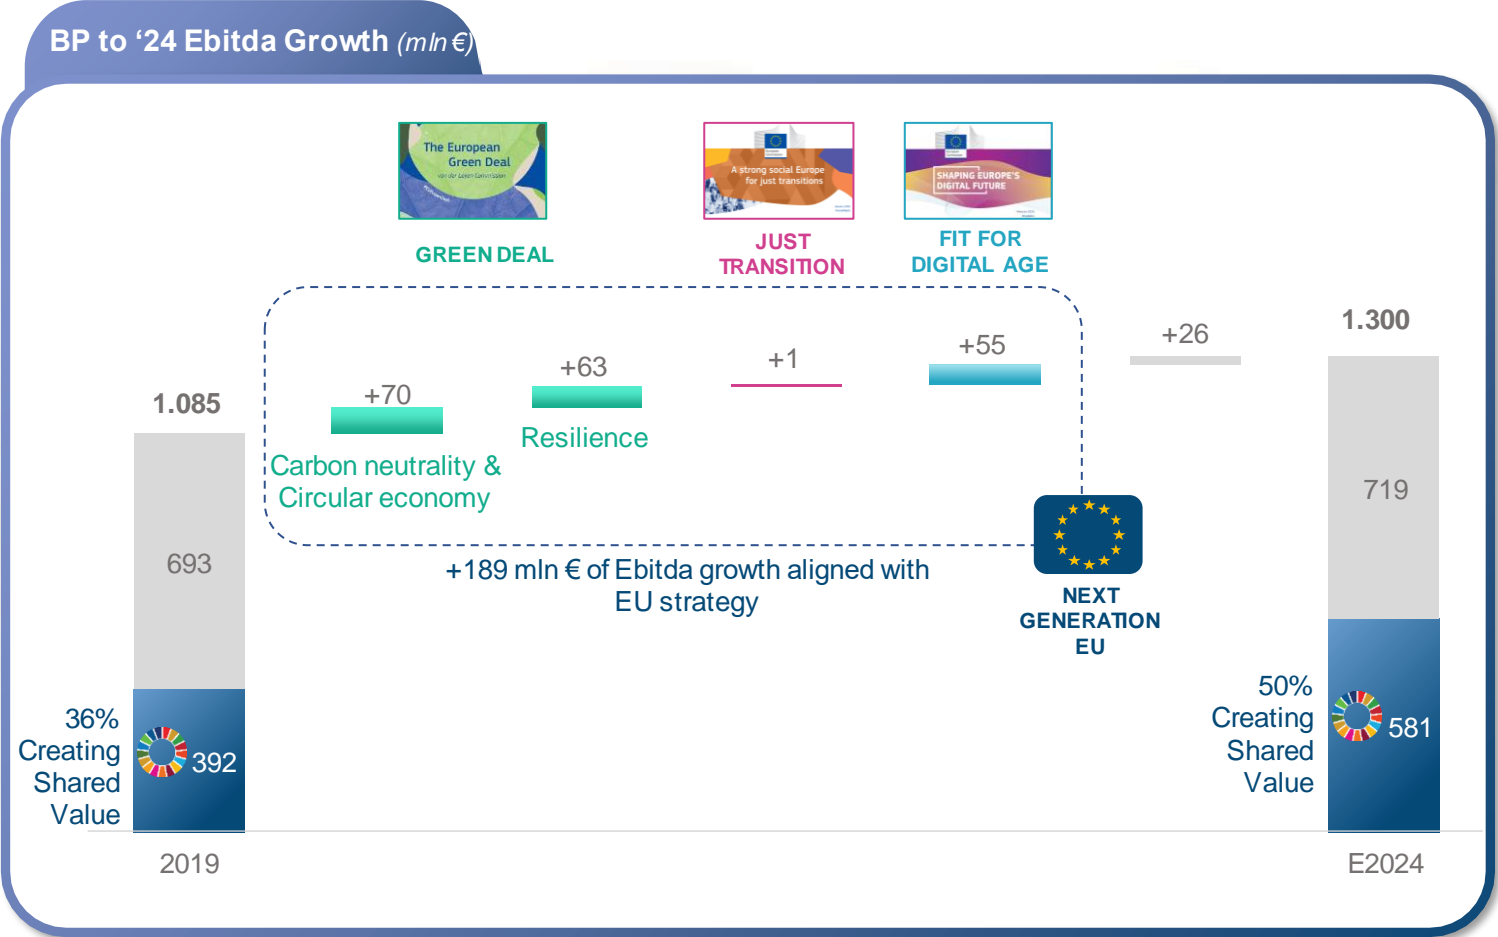 BP to ‘24 Ebitda Growth (mln €)
The European
Green Deal
A strong social Europe
for just transitions
SHAPING EUROPE'S
DIGITAL FUTURE
GREEN DEAL
JUST
TRANSITION
FIT FOR
DIGITAL AGE
1.085
+70
+63
+1
+55
+26
1.300
Carbon neutrality &
Circular economy
Resilience
693
719
+189 mln € of Ebitda growth aligned with
EU strategy
NEXT
GENERATION
EU
36%
Creating
Shared
Value
392
50%
Creating
Shared
Value
581
2019
E2024